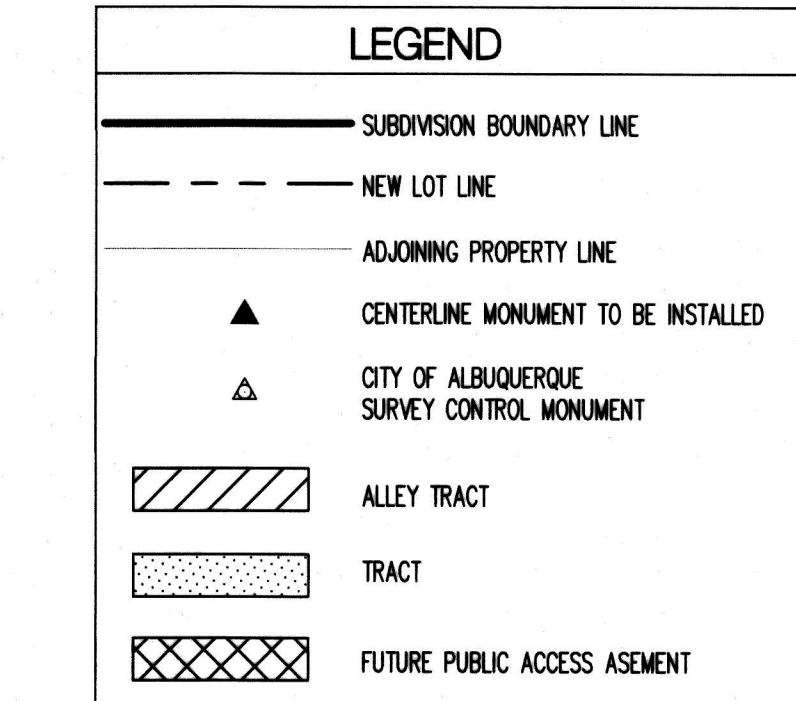 LEGEND
SUBDIVISION BOUNDARY LINE
NEW LOT LINE
ADJOINING PROPERTY LINE
CENTERLINE MONUMENT TO BE INSTALLED
CITY OF ALBUQUERQUE
SURVEY CONTROL MONUMENT
ALLEY TRACT
TRACT
FUTURE PUBLIC ACCESS ASEMENT